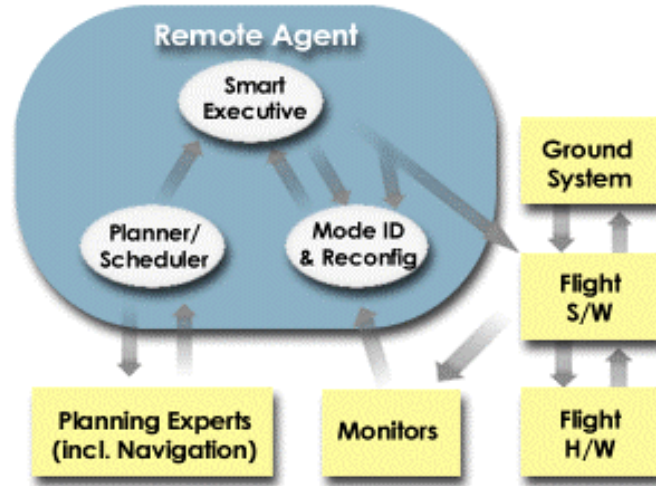 Remote Agent
Smart
Executive
Ground
System
Planner/
Scheduler
Mode ID
& Reconfig
Flight
S/W
Planning Experts
(incl. Navigation)
Monitors
Flight
H/W